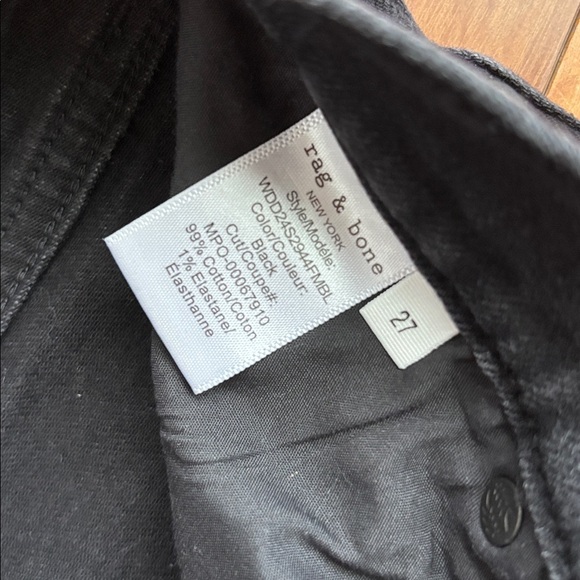 rag & bone
NEW YORK
Style/Modèle:
WDD24S2944FMBL
Color/Couleur:
Black
Cut/Coupe#:
MPO-00067910
99% Cotton/Coton
1% Elastane/
Élasthanne
27